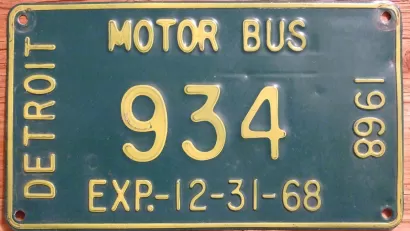 MOTOR BUS
DETROIT
934
1968
EXP.-12-31-68